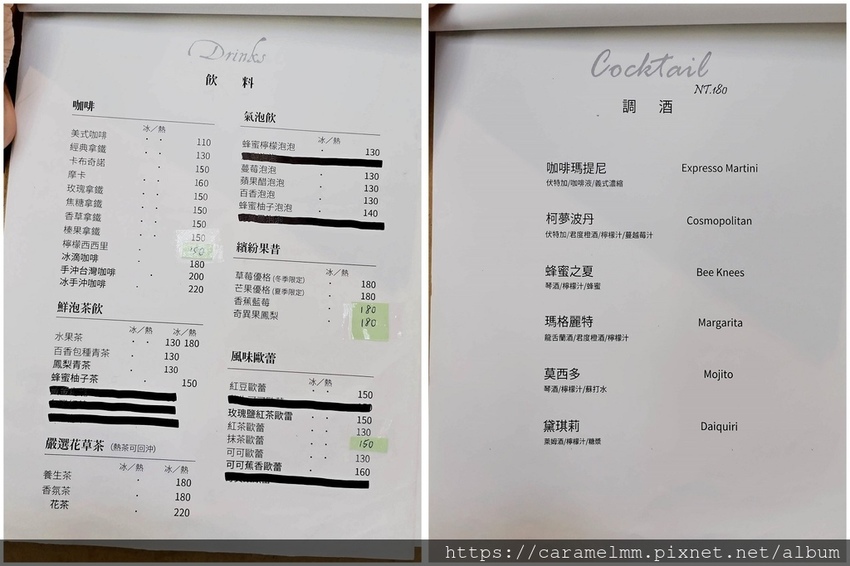 Drinks
飲 料
咖啡
冰／熱
美式咖啡 · · 110
經典拿鐵 · · 130
卡布奇諾 · 150
摩卡 · · 160
玫瑰拿鐵 · · 150
焦糖拿鐵 · · 150
香草拿鐵 · · 150
榛果拿鐵 · · 150
檸檬西西里 · 180
冰滴咖啡 · 180
手沖台灣咖啡 · 200
冰手沖咖啡 · 220
鮮泡茶飲
冰／熱 冰／熱
水果茶 · · 130 180
百香包種青茶 · 130
鳳梨青茶 · 130
蜂蜜柚子茶 · · 150
嚴選花草茶 (熱茶可回沖)
冰／熱 冰／熱
養生茶 · 180
香氛茶 · 180
花茶 · 220
氣泡飲
冰／熱
蜂蜜檸檬泡泡 · 130
蔓莓泡泡 · 130
蘋果醋泡泡 · 130
百香泡泡 · 130
蜂蜜柚子泡泡 · 140
繽紛果昔
冰／熱
草莓優格 (冬季限定) · 180
芒果優格 (夏季限定) · 180
香蕉藍莓 · 180
奇異果鳳梨 · 180
風味歐蕾
冰／熱
紅豆歐蕾 · · 150
玫瑰鹽紅茶歐蕾 · 150
紅茶歐蕾 · · 130
抹茶歐蕾 · · 150
可可歐蕾 · · 130
可可蕉香歐蕾 · · 160
Cocktail
NT.180
調 酒
咖啡瑪提尼 Expresso Martini
伏特加/咖啡液/義式濃縮
柯夢波丹 Cosmopolitan
伏特加/君度橙酒/檸檬汁/蔓越莓汁
蜂蜜之夏 Bee Knees
琴酒/檸檬汁/蜂蜜
瑪格麗特 Margarita
龍舌蘭酒/君度橙酒/檸檬汁
莫西多 Mojito
琴酒/檸檬汁/蘇打水
黛琪莉 Daiquiri
萊姆酒/檸檬汁/糖漿
https://caramelmm.pixnet.net/album